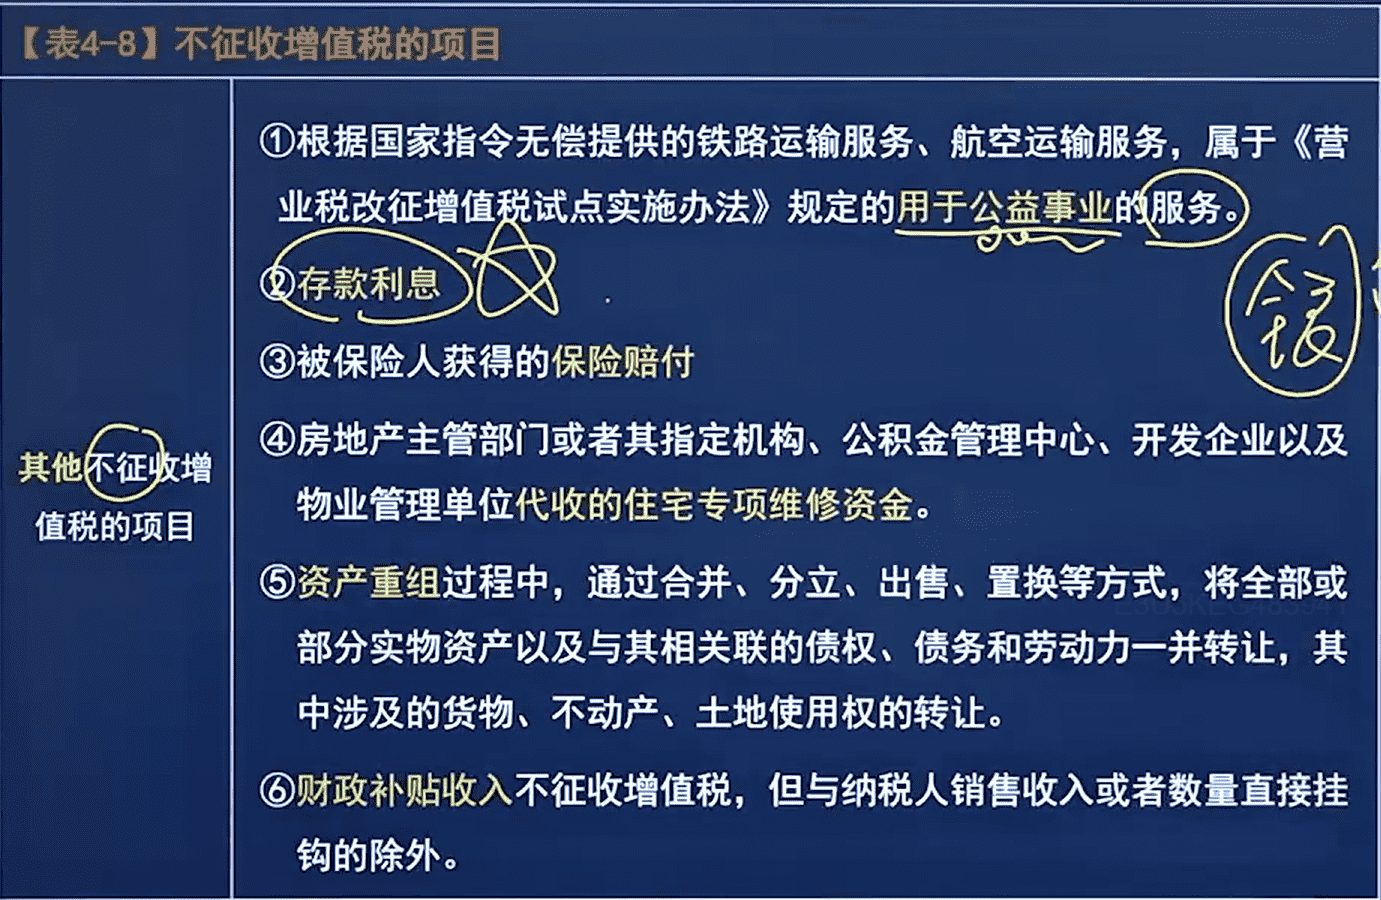 【表4-8】不征收增值税的项目
①根据国家指令无偿提供的铁路运输服务、航空运输服务，属于《营
业税改征增值税试点实施办法》规定的用于公益事业的服务。
②存款利息
银
③被保险人获得的保险赔付
④房地产主管部门或者其指定机构、公积金管理中心、开发企业以及
物业管理单位代收的住宅专项维修资金。
其他不征收增
值税的项目
⑤资产重组过程中，通过合并、分立、出售、置换等方式，将全部或
部分实物资产以及与其相关联的债权、债务和劳动力一并转让，其
中涉及的货物、不动产、土地使用权的转让。
⑥财政补贴收入不征收增值税，但与纳税人销售收入或者数量直接挂
钩的除外。